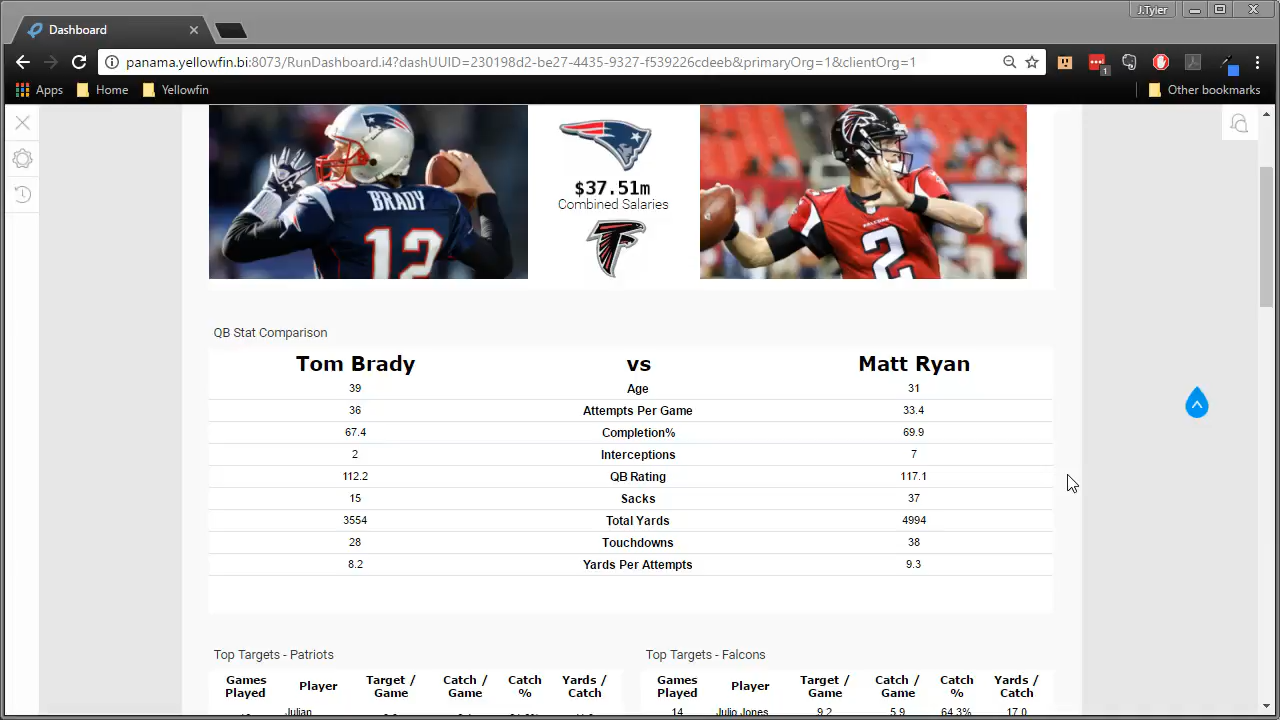 J.Tyler
Dashboard
panama.yellowfin.bi:8073/RunDashboard.i4?dashUUID=230198d2-be27-4435-9327-f539226cdeeb&primaryOrg=1&clientOrg=1
1
Apps Home Yellowfin Other bookmarks
BRADY
12
$37.51m
Combined Salaries
FALCONS
2
QB Stat Comparison
Tom Brady vs Matt Ryan
39 Age 31
36 Attempts Per Game 33.4
67.4 Completion% 69.9
2 Interceptions 7
112.2 QB Rating 117.1
15 Sacks 37
3554 Total Yards 4994
28 Touchdowns 38
8.2 Yards Per Attempts 9.3
Top Targets - Patriots Top Targets - Falcons
Games Played Player Target / Game Catch / Game Catch % Yards / Catch Games Played Player Target / Game Catch / Game Catch % Yards / Catch
Julian 14 Julio Jones 9.2 5.9 64.3% 17.0